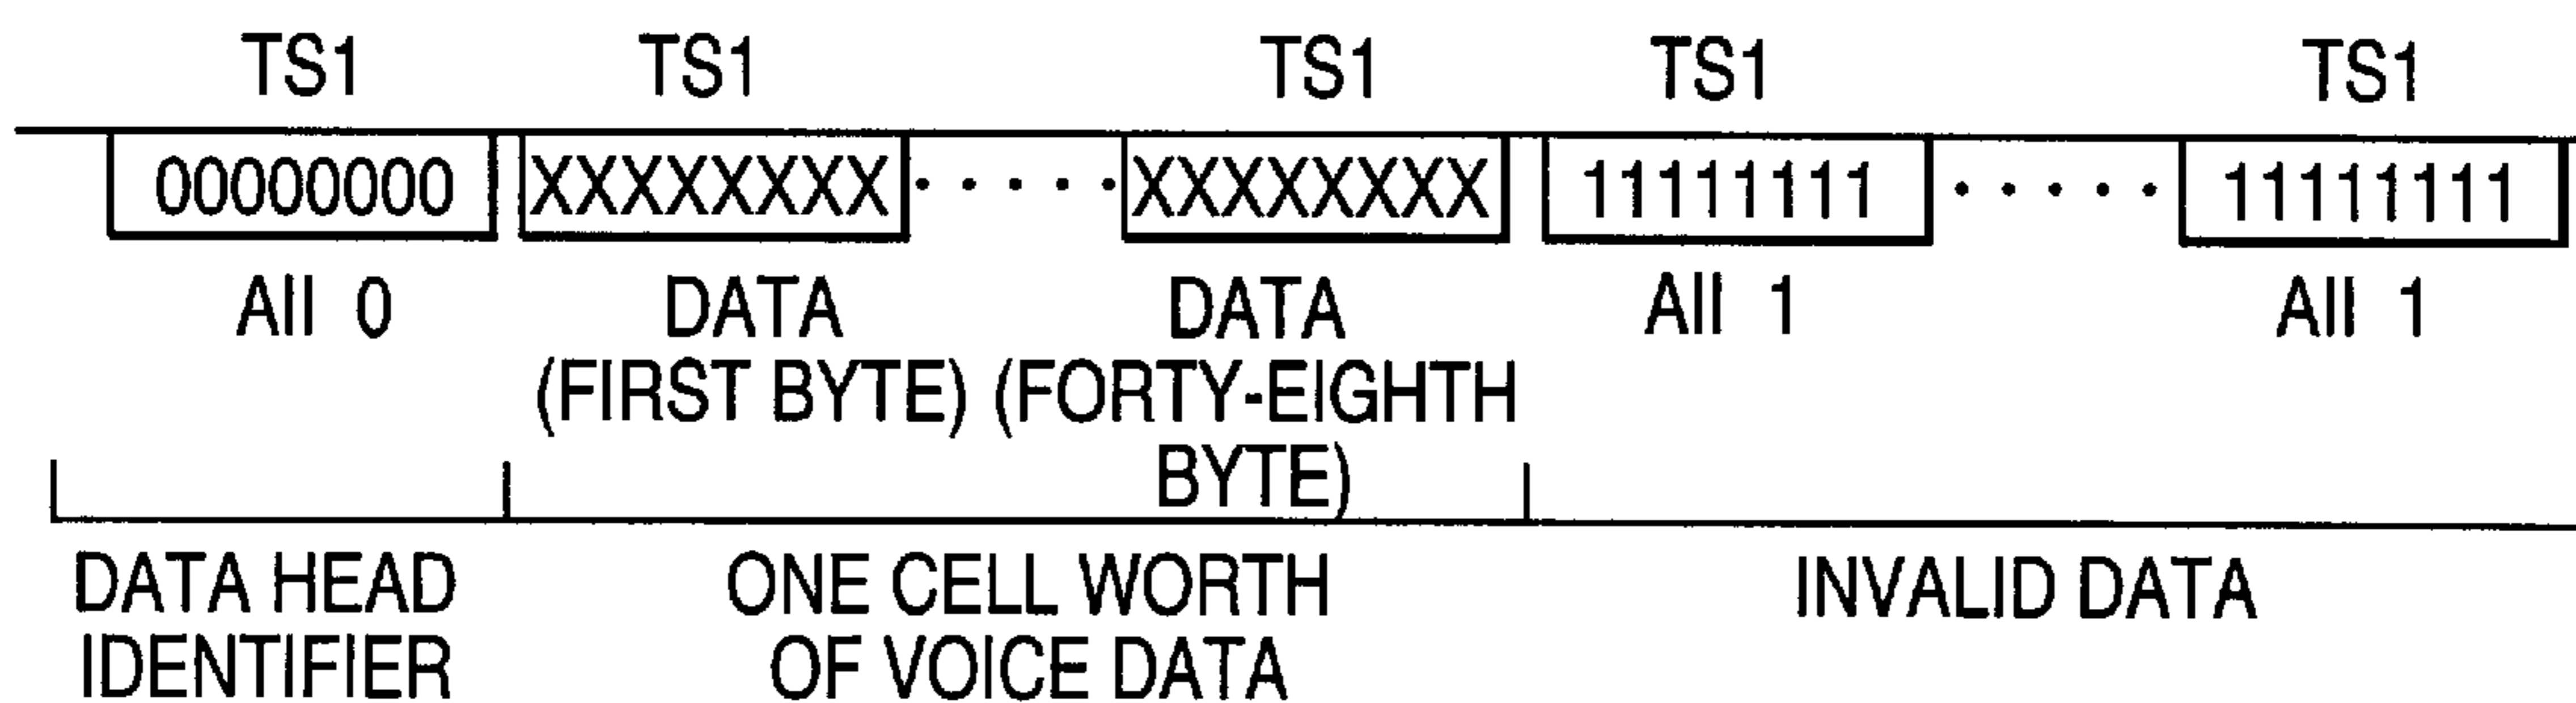 TS1 TS1 TS1 TS1 TS1
00000000 XXXXXXXX ..... XXXXXXXX 11111111 ..... 11111111
All 0 DATA DATA All 1 All 1
(FIRST BYTE) (FORTY-EIGHTH
BYTE)
DATA HEAD ONE CELL WORTH INVALID DATA
IDENTIFIER OF VOICE DATA